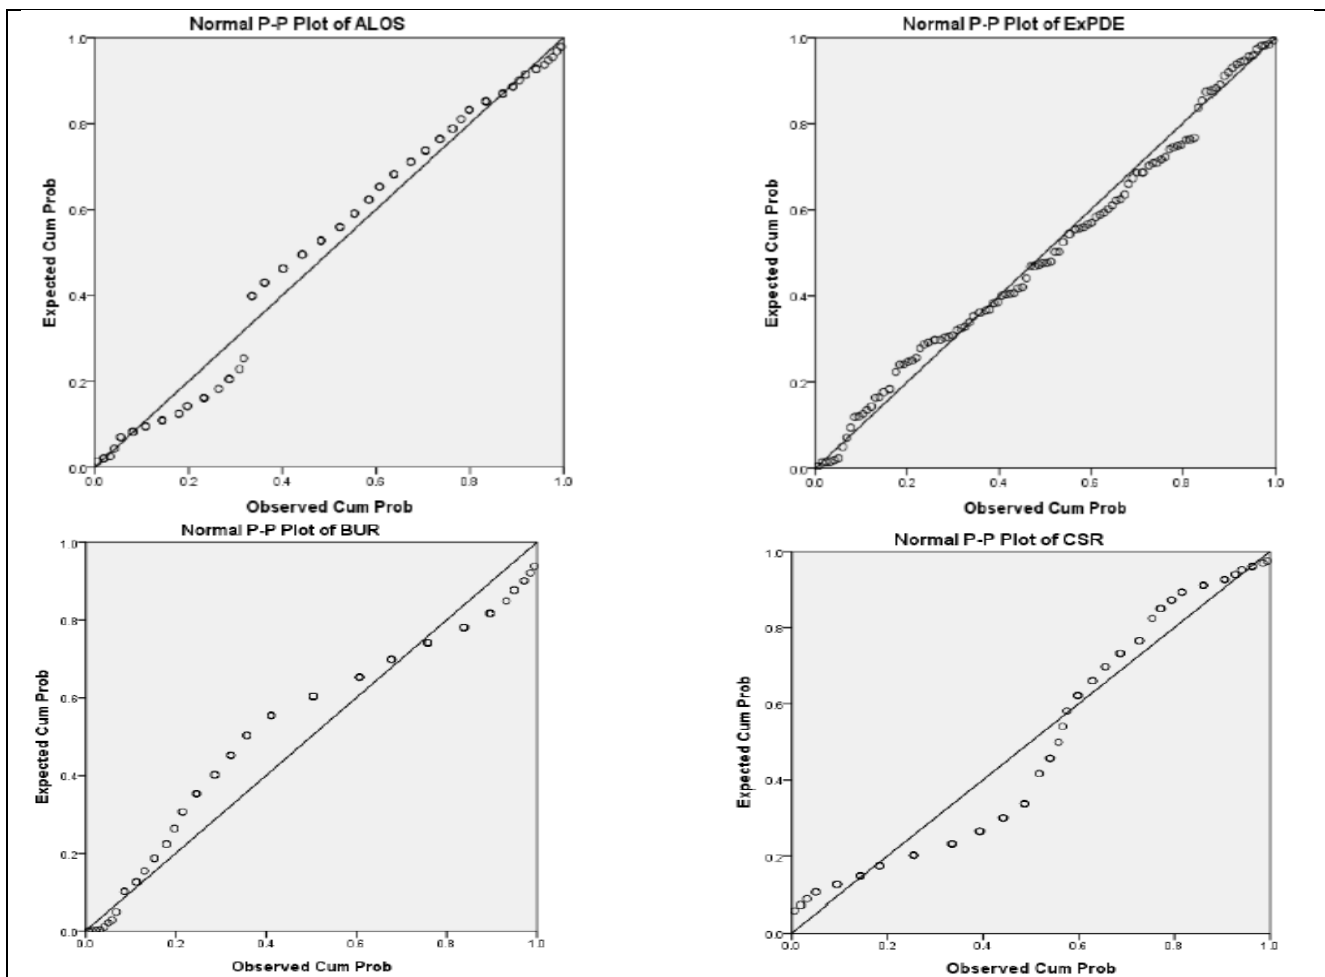 Normal P-P Plot of ALOS
1.0
0.8
0.6
0.4
0.2
0.0
Expected Cum Prob
0.0 0.2 0.4 0.6 0.8 1.0
Observed Cum Prob
Normal P-P Plot of ExPDE
1.0
0.8
0.6
0.4
0.2
0.0
Expected Cum Prob
0.0 0.2 0.4 0.6 0.8 1.0
Observed Cum Prob
Normal P-P Plot of BUR
1.0
0.8
0.6
0.4
0.2
0.0
Expected Cum Prob
0.0 0.2 0.4 0.6 0.8 1.0
Observed Cum Prob
Normal P-P Plot of CSR
1.0
0.8
0.6
0.4
0.2
0.0
Expected Cum Prob
0.0 0.2 0.4 0.6 0.8 1.0
Observed Cum Prob